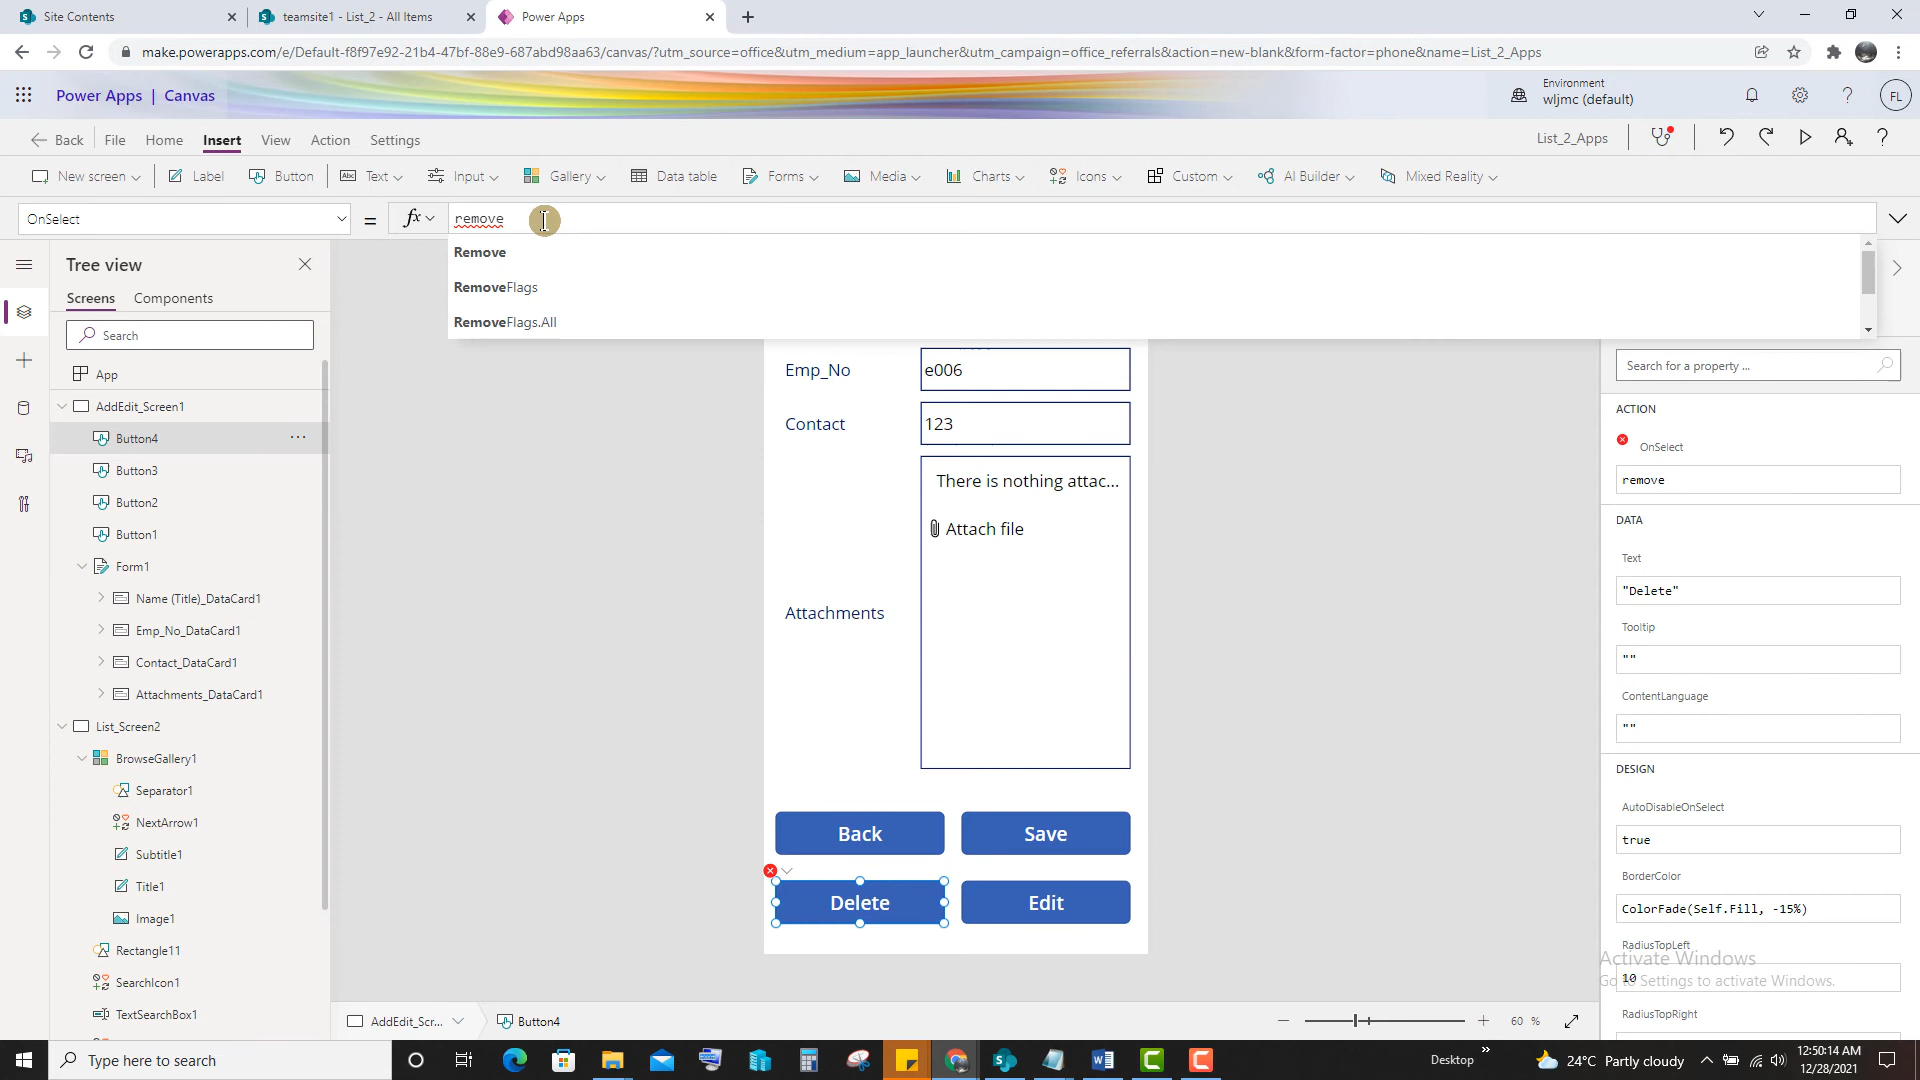 Site Contents
teamsite1 - List_2 - All Items
Power Apps
make.powerapps.com/e/Default-f8f97e92-21b4-47bf-88e9-687abd98aa63/canvas/?utm_source=office&utm_medium=app_launcher&utm_campaign=office_referrals&action=new-blank&form-factor=phone&name=List_2_Apps
Power Apps | Canvas
Environment
wljmc (default)
FL
Back
File
Home
Insert
View
Action
Settings
List_2_Apps
New screen
Label
Button
Text
Input
Gallery
Data table
Forms
Media
Charts
Icons
Custom
AI Builder
Mixed Reality
OnSelect
=
fx
remove
Remove
RemoveFlags
RemoveFlags.All
Tree view
Screens
Components
Search
App
AddEdit_Screen1
Button4
Button3
Button2
Button1
Form1
Name (Title)_DataCard1
Emp_No_DataCard1
Contact_DataCard1
Attachments_DataCard1
List_Screen2
BrowseGallery1
Separator1
NextArrow1
Subtitle1
Title1
Image1
Rectangle11
SearchIcon1
TextSearchBox1
Emp_No
e006
Contact
123
There is nothing attac...
Attach file
Attachments
Back
Save
Delete
Edit
Search for a property ...
ACTION
OnSelect
remove
DATA
Text
"Delete"
Tooltip
""
ContentLanguage
""
DESIGN
AutoDisableOnSelect
true
BorderColor
ColorFade(Self.Fill, -15%)
RadiusTopLeft
10
RadiusTopRight
Activate Windows
Go to Settings to activate Windows.
AddEdit_Scr...
Button4
60 %
Type here to search
Desktop
24°C Partly cloudy
12:50:14 AM
12/28/2021